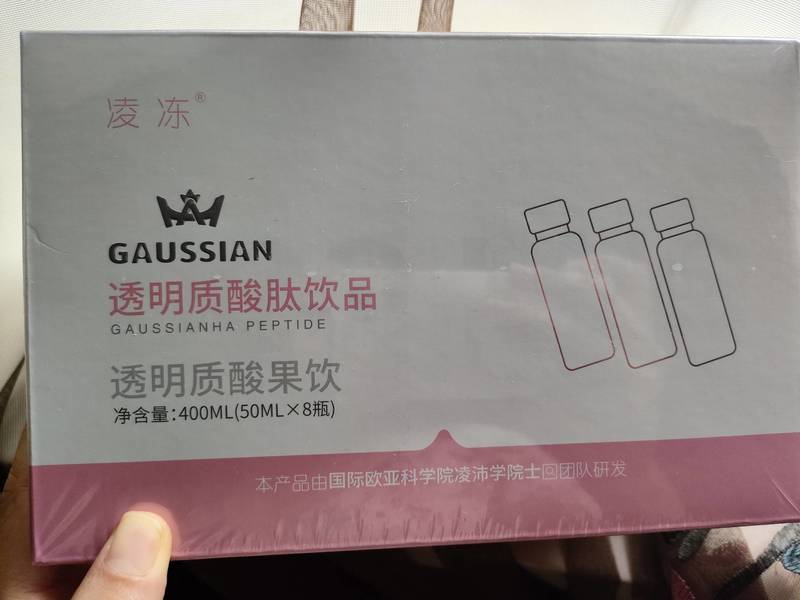 凌冻®
GAUSSIAN
透明质酸肽饮品
GAUSSIANHA PEPTIDE
透明质酸果饮
净含量:400ML(50ML×8瓶)
本产品由国际欧亚科学院凌沛学院士回团队研发